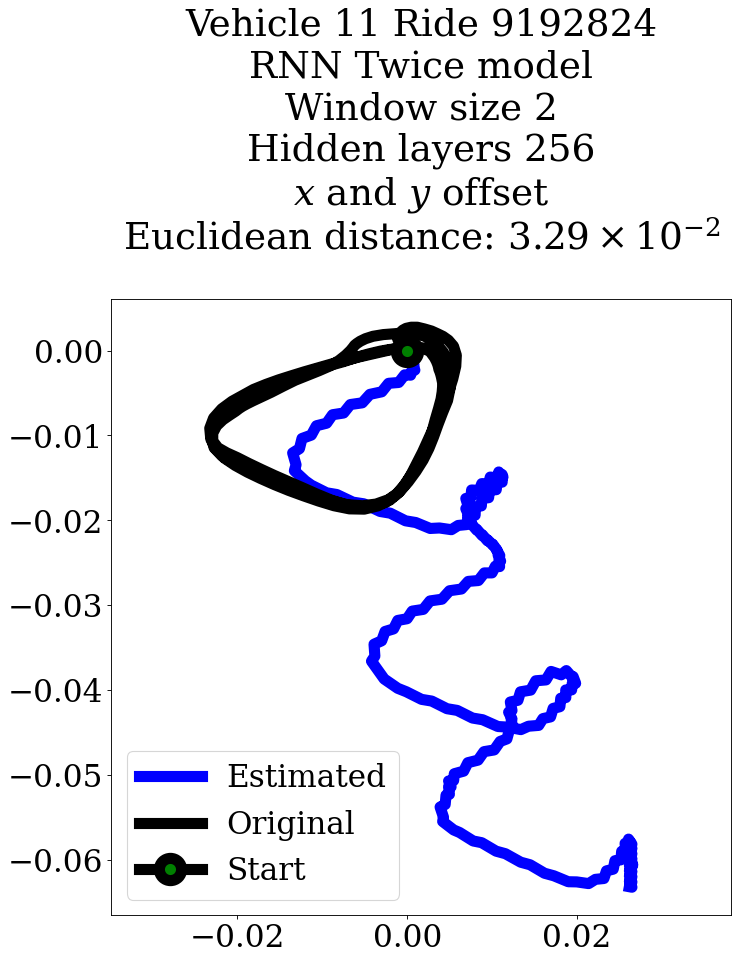 Vehicle 11 Ride 9192824
RNN Twice model
Window size 2
Hidden layers 256
x and y offset
Euclidean distance: 3.29 × 10⁻²
0.00
−0.01
−0.02
−0.03
−0.04
−0.05
−0.06
Estimated
Original
Start
−0.02 0.00 0.02